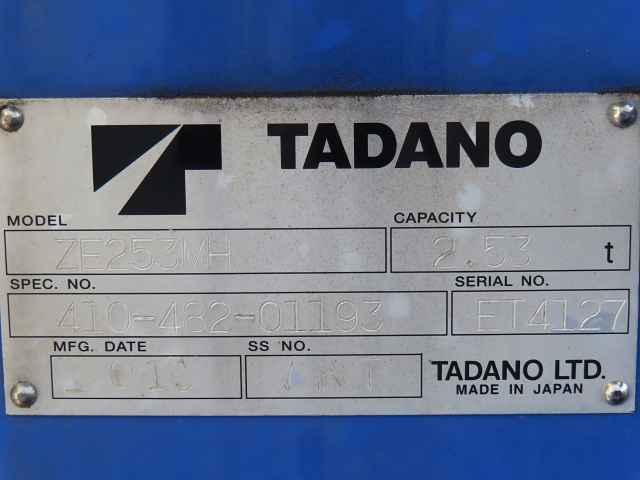 TADANO
MODEL
CAPACITY
ZE253MH
2.53 t
SPEC. NO.
SERIAL NO.
410-482-01193
ET4127
MFG. DATE
SS NO.
TADANO LTD.
MADE IN JAPAN